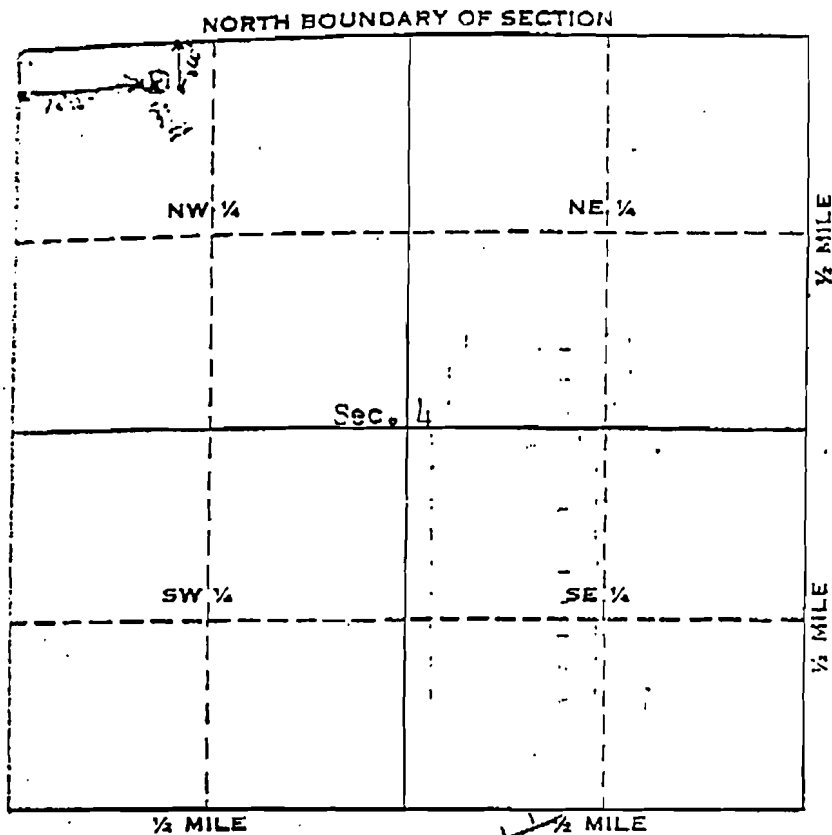 NORTH BOUNDARY OF SECTION
NW ¼
NE ¼
½ MILE
Sec. 4
SW ¼
SE ¼
½ MILE
½ MILE
½ MILE